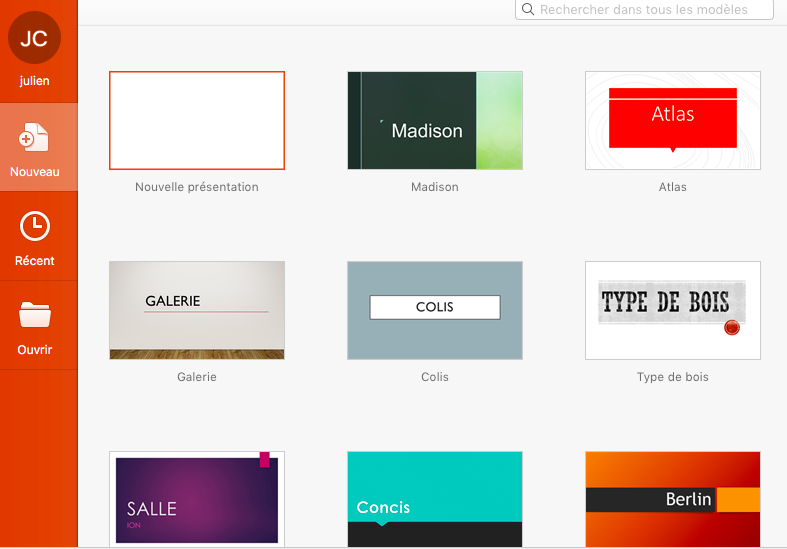 JC
julien
Nouveau
Récent
Ouvrir
Rechercher dans tous les modèles
Nouvelle présentation
Madison
Madison
Atlas
Atlas
GALERIE
Galerie
COLIS
Colis
TYPE DE BOIS
Type de bois
SALLE
ION
Concis
Berlin